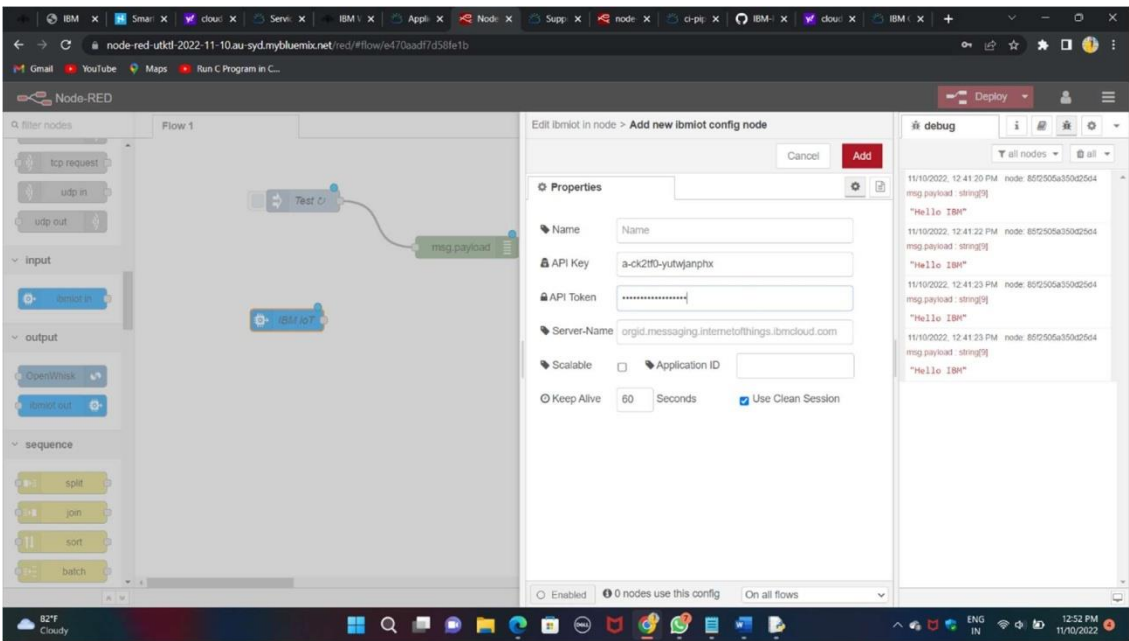 IBM
Smart
cloud
Servic
IBM
Appli
Node
Supp
node
ci-pip
IBM-
cloud
IBM
node-red-utktl-2022-11-10.au-syd.mybluemix.net/red/#flow/e470aadf7d58fe1b
Gmail YouTube Maps Run C Program in C...
Node-RED
Deploy
filter nodes
Flow 1
Edit ibmiot in node > Add new ibmiot config node
debug
i
Cancel Add
all nodes all
tcp request
udp in
udp out
input
ibmiot in
output
OpenWhisk
ibmiot out
sequence
split
join
sort
batch
Test ↻
msg.payload
IBM IoT
Properties
Name Name
API Key a-ck2tf0-yutwjanphx
API Token ••••••••••••••••••
Server-Name orgid.messaging.internetofthings.ibmcloud.com
Scalable Application ID
Keep Alive 60 Seconds Use Clean Session
Enabled 0 nodes use this config On all flows
11/10/2022, 12:41:20 PM node: 85f2505a350d25d4
msg.payload : string[9]
"Hello IBM"
11/10/2022, 12:41:22 PM node: 85f2505a350d25d4
msg.payload : string[9]
"Hello IBM"
11/10/2022, 12:41:23 PM node: 85f2505a350d25d4
msg.payload : string[9]
"Hello IBM"
11/10/2022, 12:41:23 PM node: 85f2505a350d25d4
msg.payload : string[9]
"Hello IBM"
82°F
Cloudy
DELL
ENG
IN
12:52 PM
11/10/2022